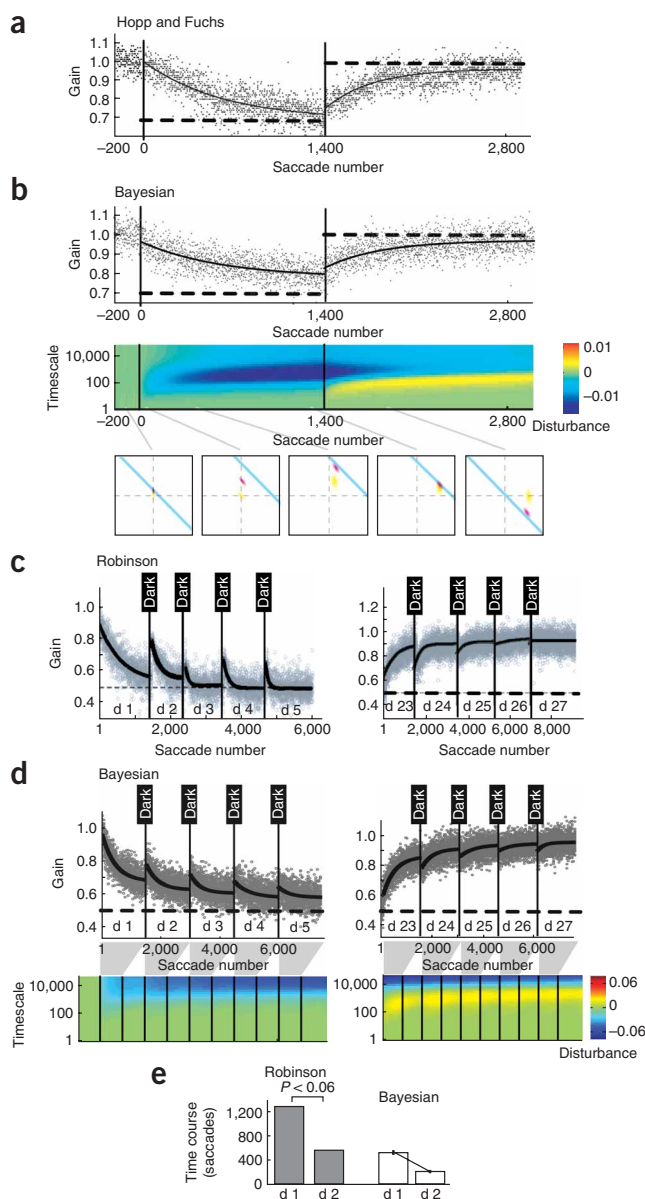 a
Hopp and Fuchs
Gain
1.1
1.0
0.9
0.8
0.7
–200 0 1,400 2,800
Saccade number
b
Bayesian
Gain
1.1
1.0
0.9
0.8
0.7
–200 0 1,400 2,800
Saccade number
Timescale
10,000
100
1
–200 0 1,400 2,800
Saccade number
0.01
0
–0.01
Disturbance
c
Robinson
Dark Dark Dark Dark
Gain
1.0
0.8
0.6
0.4
d 1 d 2 d 3 d 4 d 5
1 2,000 4,000 6,000
Saccade number
Dark Dark Dark Dark
1.2
1.0
0.8
0.6
0.4
d 23 d 24 d 25 d 26 d 27
1 2,000 4,000 6,000 8,000
Saccade number
d
Bayesian
Dark Dark Dark Dark
Gain
1.0
0.8
0.6
0.4
d 1 d 2 d 3 d 4 d 5
1 2,000 4,000 6,000
Saccade number
Dark Dark Dark Dark
1.0
0.8
0.6
0.4
d 23 d 24 d 25 d 26 d 27
1 2,000 4,000 6,000
Saccade number
Timescale
10,000
100
1
10,000
100
1
0.06
0
–0.06
Disturbance
e
Robinson
P < 0.06
Bayesian
Time course
(saccades)
1,200
800
400
0
d 1 d 2 d 1 d 2